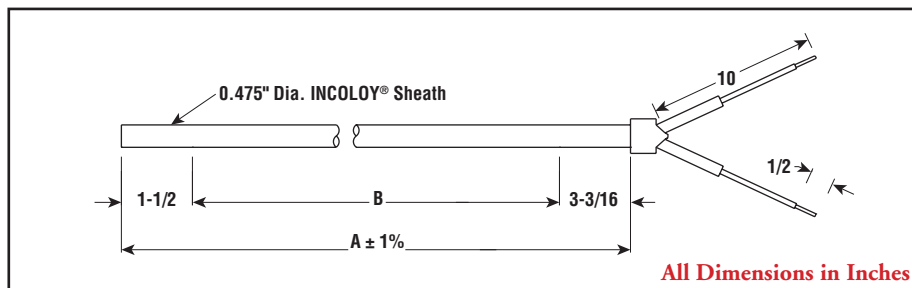 10
0.475" Dia. INCOLOY® Sheath
1/2
1-1/2
B
3-3/16
A ± 1%
All Dimensions in Inches